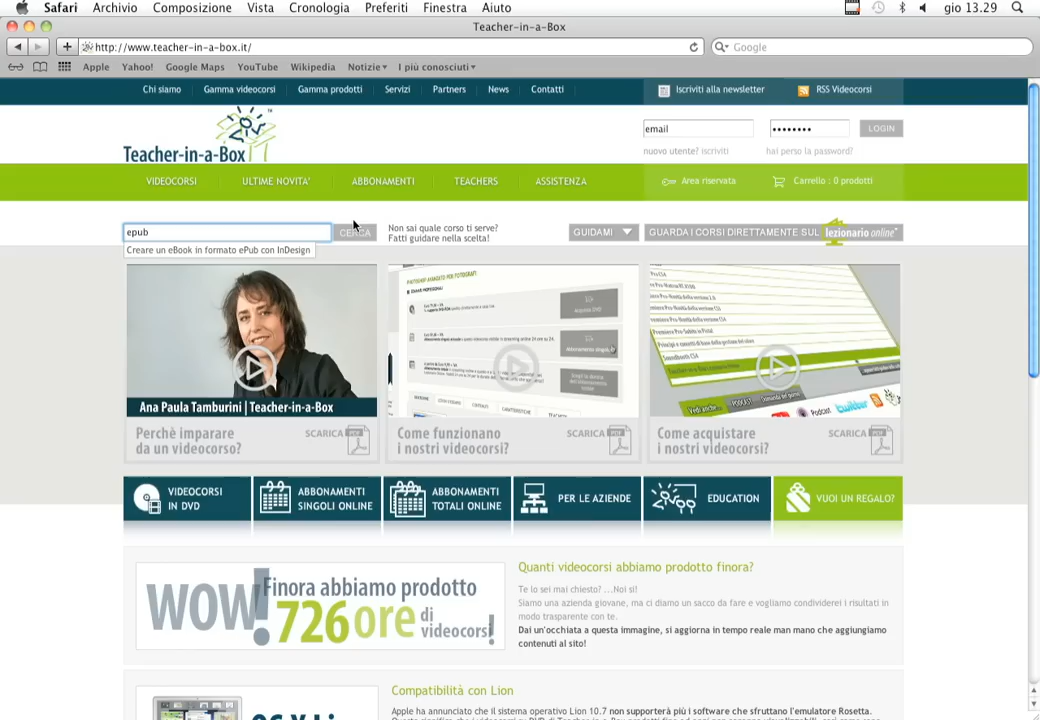 Safari Archivio Composizione Vista Cronologia Preferiti Finestra Aiuto gio 13.29
Teacher-in-a-Box
http://www.teacher-in-a-box.it/
Google
Apple Yahoo! Google Maps YouTube Wikipedia Notizie I più conosciuti
Chi siamo Gamma videocorsi Gamma prodotti Servizi Partners News Contatti Iscriviti alla newsletter RSS Videocorsi
Teacher-in-a-Box
email •••••••• LOGIN
nuovo utente? iscriviti hai perso la password?
VIDEOCORSI ULTIME NOVITA' ABBONAMENTI TEACHERS ASSISTENZA Area riservata Carrello : 0 prodotti
epub CERCA
Non sai quale corso ti serve?
Fatti guidare nella scelta!
GUIDAMI GUARDA I CORSI DIRETTAMENTE SUL lezionario online
Creare un eBook in formato ePub con InDesign
Ana Paula Tamburini | Teacher-in-a-Box
Perchè imparare
da un videocorso?
SCARICA PDF
Come funzionano
i nostri videocorsi?
SCARICA PDF
Podcast twitter
Come acquistare
i nostri videocorsi?
SCARICA PDF
VIDEOCORSI
IN DVD
ABBONAMENTI
SINGOLI ONLINE
ABBONAMENTI
TOTALI ONLINE
PER LE AZIENDE
EDUCATION
VUOI UN REGALO?
WOW! Finora abbiamo prodotto
726 ore di
videocorsi!
Quanti videocorsi abbiamo prodotto finora?
Te lo sei mai chiesto? ...Noi sì!
Siamo una azienda giovane, ma ci diamo un sacco da fare e vogliamo condividerei i risultati in
modo trasparente con te.
Dai un'occhiata a questa immagine, si aggiorna in tempo reale man mano che aggiungiamo
contenuti al sito!
Compatibilità con Lion
Apple ha annunciato che il sistema operativo Lion 10.7 non supporterà più i software che sfruttano l'emulatore Rosetta.